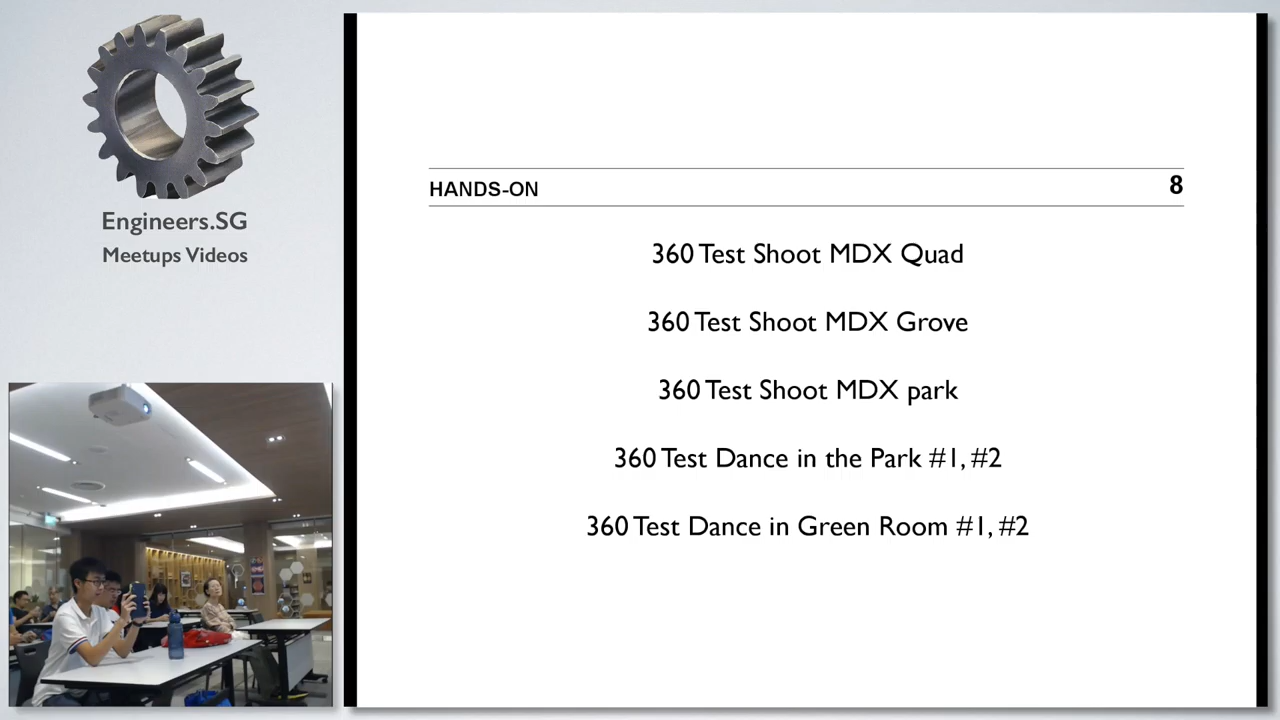 Engineers.SG
Meetups Videos
HANDS-ON
8
360 Test Shoot MDX Quad
360 Test Shoot MDX Grove
360 Test Shoot MDX park
360 Test Dance in the Park #1, #2
360 Test Dance in Green Room #1, #2